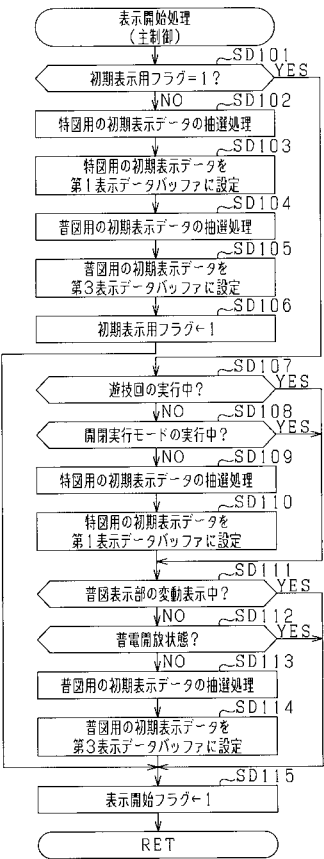 表示開始処理
(主制御)
SD101
初期表示用フラグ=1?
YES
NO
SD102
特図用の初期表示データの抽選処理
SD103
特図用の初期表示データを
第1表示データバッファに設定
SD104
普図用の初期表示データの抽選処理
SD105
普図用の初期表示データを
第3表示データバッファに設定
SD106
初期表示用フラグ←1
SD107
遊技回の実行中?
YES
NO
SD108
開閉実行モードの実行中?
YES
NO
SD109
特図用の初期表示データの抽選処理
SD110
特図用の初期表示データを
第1表示データバッファに設定
SD111
普図表示部の変動表示中?
YES
NO
SD112
普電開放状態?
YES
NO
SD113
普図用の初期表示データの抽選処理
SD114
普図用の初期表示データを
第3表示データバッファに設定
SD115
表示開始フラグ←1
RET